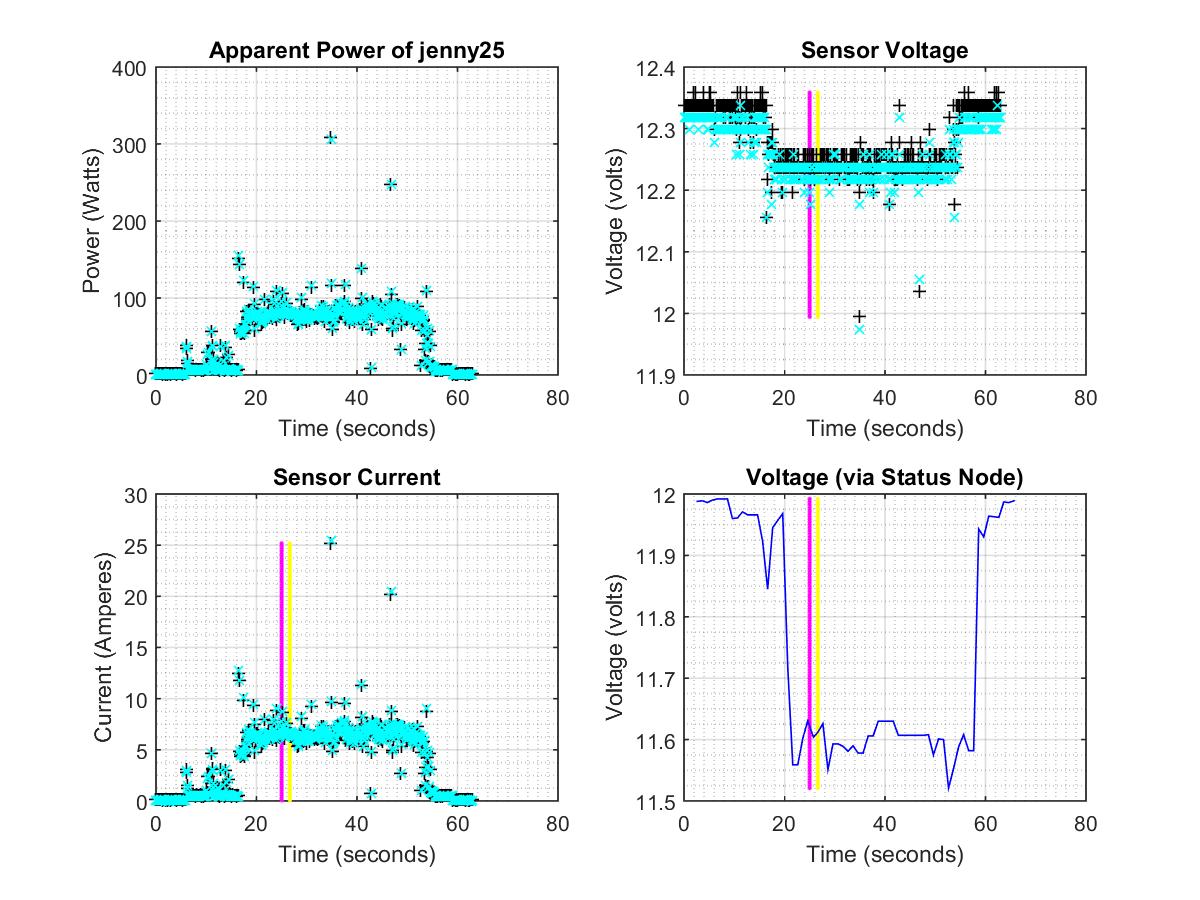 Apparent Power of jenny25
400
300
200
100
0
Power (Watts)
0 20 40 60 80
Time (seconds)
Sensor Voltage
12.4
12.3
12.2
12.1
12
11.9
Voltage (volts)
0 20 40 60 80
Time (seconds)
Sensor Current
30
25
20
15
10
5
0
Current (Amperes)
0 20 40 60 80
Time (seconds)
Voltage (via Status Node)
12
11.9
11.8
11.7
11.6
11.5
Voltage (volts)
0 20 40 60 80
Time (seconds)